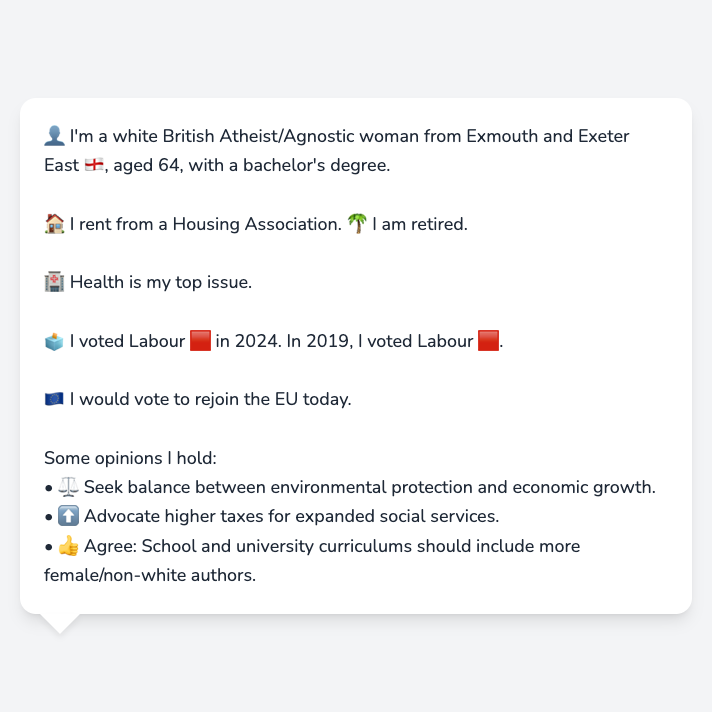 👤 I'm a white British Atheist/Agnostic woman from Exmouth and Exeter
East 🏴󠁧󠁢󠁥󠁮󠁧󠁿, aged 64, with a bachelor's degree.
🏠 I rent from a Housing Association. 🌴 I am retired.
🏥 Health is my top issue.
🗳️ I voted Labour 🟥 in 2024. In 2019, I voted Labour 🟥.
🇪🇺 I would vote to rejoin the EU today.
Some opinions I hold:
• ⚖️ Seek balance between environmental protection and economic growth.
• ⬆️ Advocate higher taxes for expanded social services.
• 👍 Agree: School and university curriculums should include more
female/non-white authors.